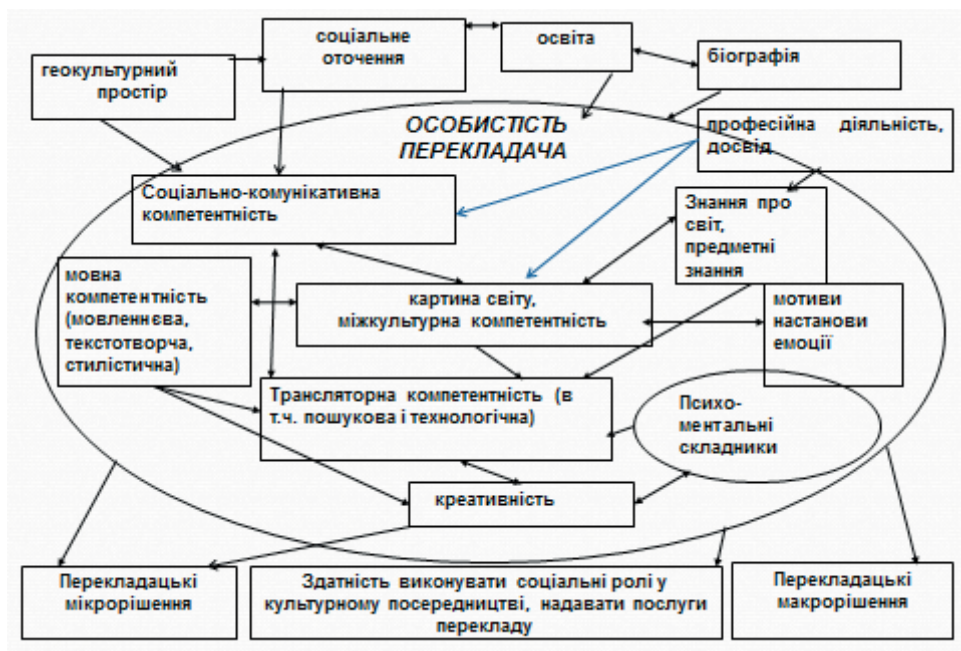 соціальне
оточення
освіта
біографія
геокультурний
простір
ОСОБИСТІСТЬ
ПЕРЕКЛАДАЧА
професійна діяльність,
досвід
Соціально-комунікативна
компетентність
Знання про
світ,
предметні
знання
мовна
компетентність
(мовленнєва,
текстотворча,
стилістична)
картина світу,
міжкультурна компетентність
мотиви
настанови
емоції
Трансляторна компетентність (в
т.ч. пошукова і технологічна)
Психо-
ментальні
складники
креативність
Перекладацькі
мікрорішення
Здатність виконувати соціальні ролі у
культурному посередництві, надавати послуги
перекладу
Перекладацькі
макрорішення